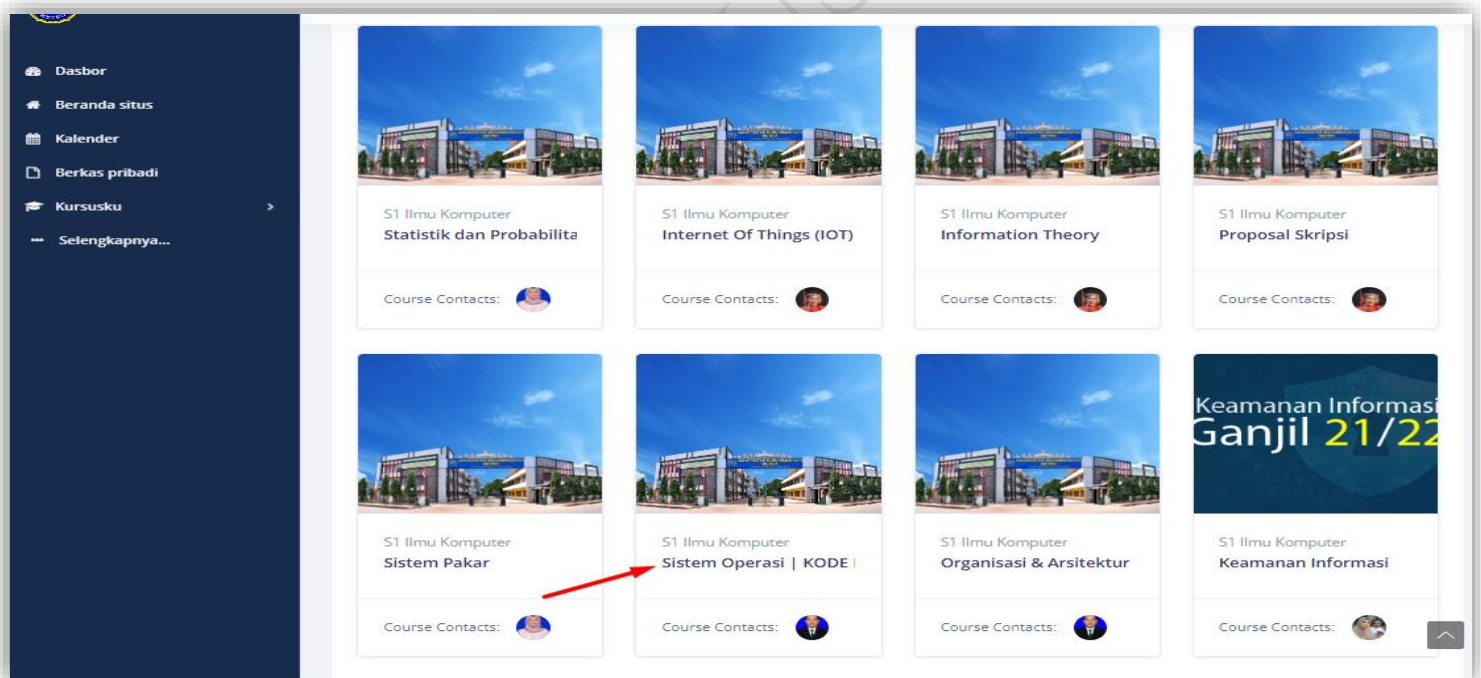 Dasbor
Beranda situs
Kalender
Berkas pribadi
Kursusku
Selengkapnya...
S1 Ilmu Komputer
Statistik dan Probabilita
Course Contacts:
S1 Ilmu Komputer
Internet Of Things (IOT)
Course Contacts:
S1 Ilmu Komputer
Information Theory
Course Contacts:
S1 Ilmu Komputer
Proposal Skripsi
Course Contacts:
S1 Ilmu Komputer
Sistem Pakar
Course Contacts:
S1 Ilmu Komputer
Sistem Operasi | KODE
Course Contacts:
S1 Ilmu Komputer
Organisasi & Arsitektur
Course Contacts:
Keamanan Informasi
Ganjil 21/22
S1 Ilmu Komputer
Keamanan Informasi
Course Contacts: